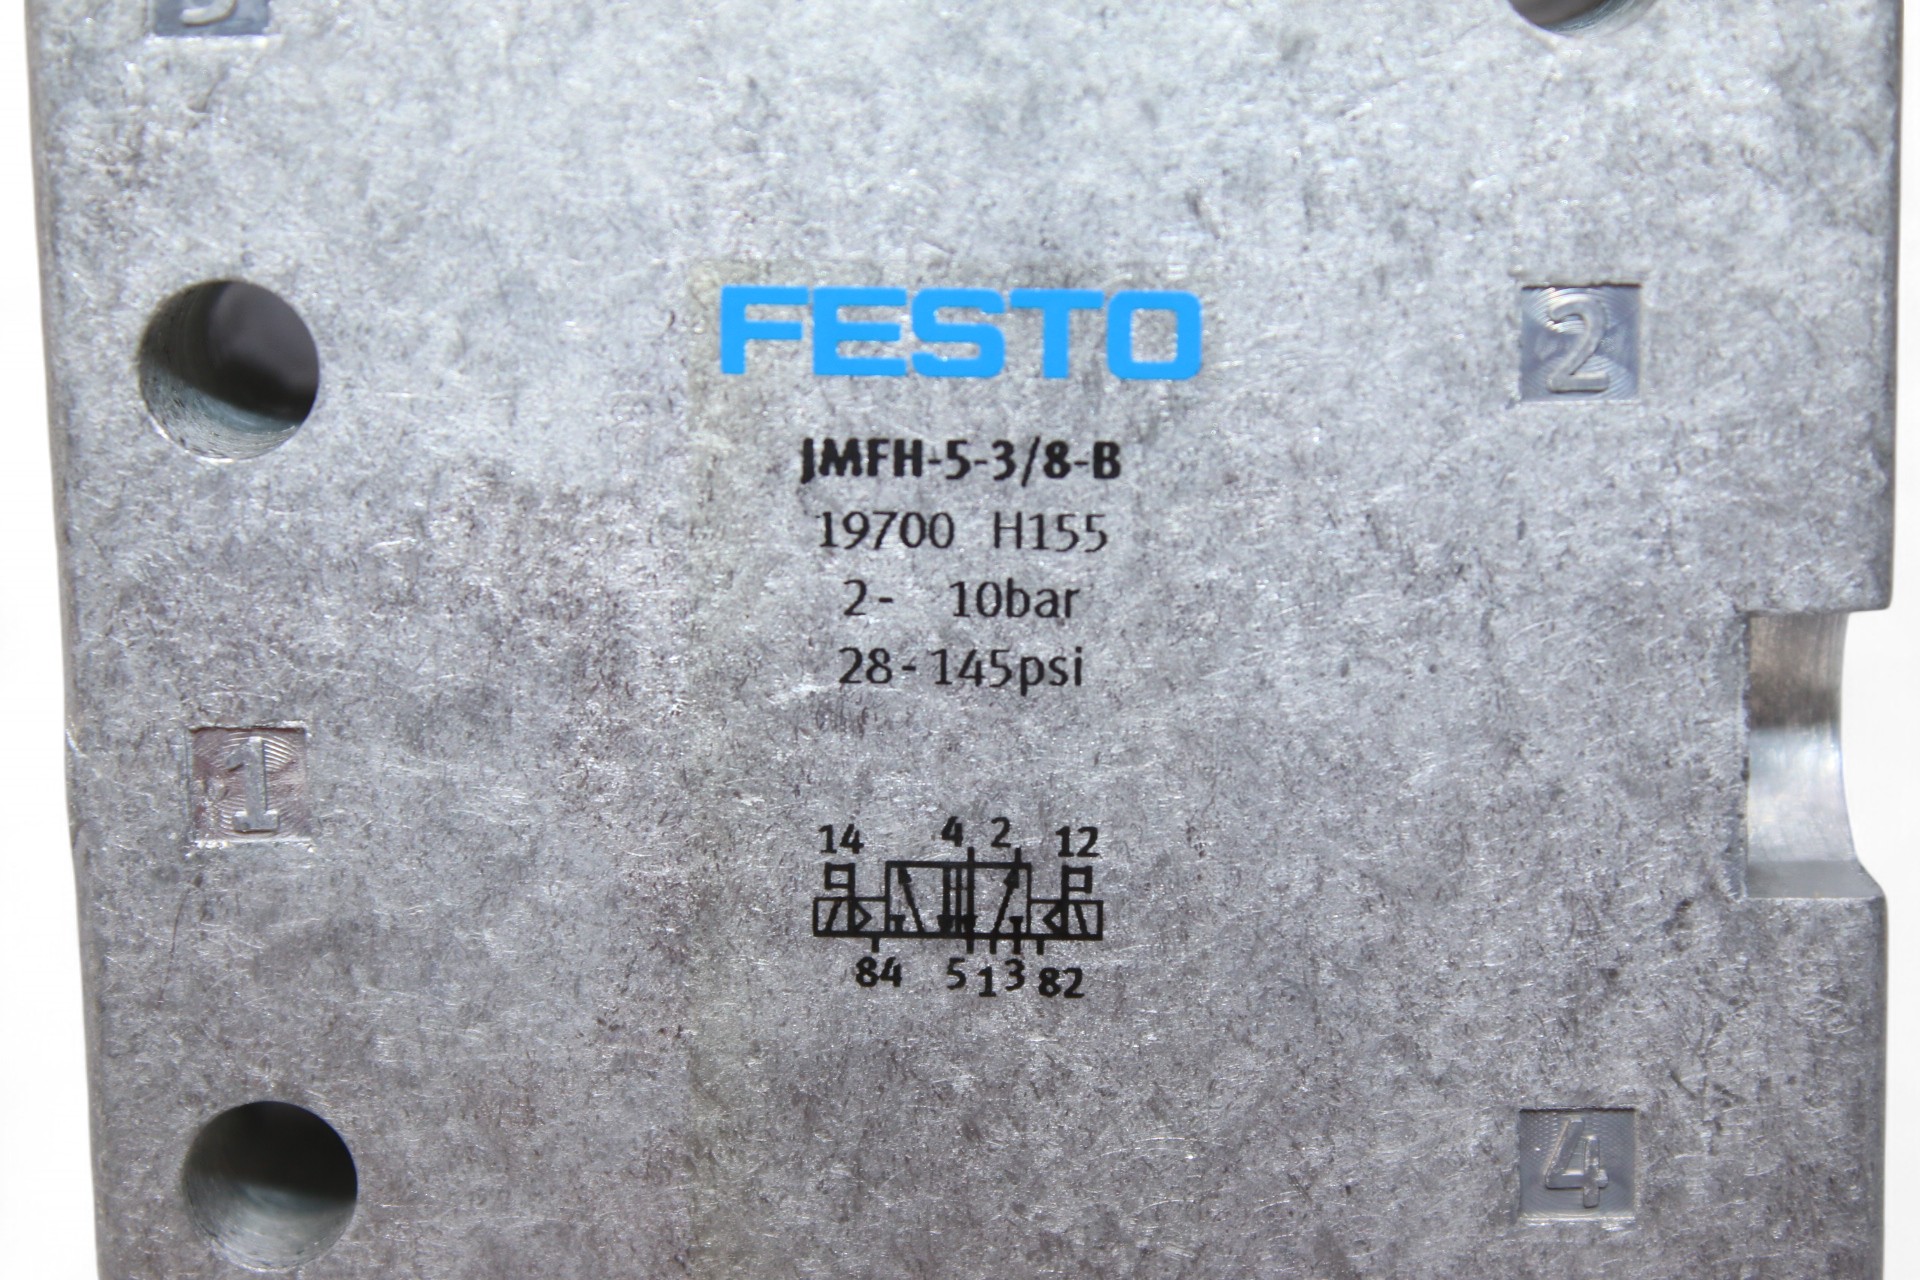 FESTO
2
JMFH-5-3/8-B
19700 H155
2- 10bar
28-145psi
1
14 4 2 12
84 5 1 3 82
4